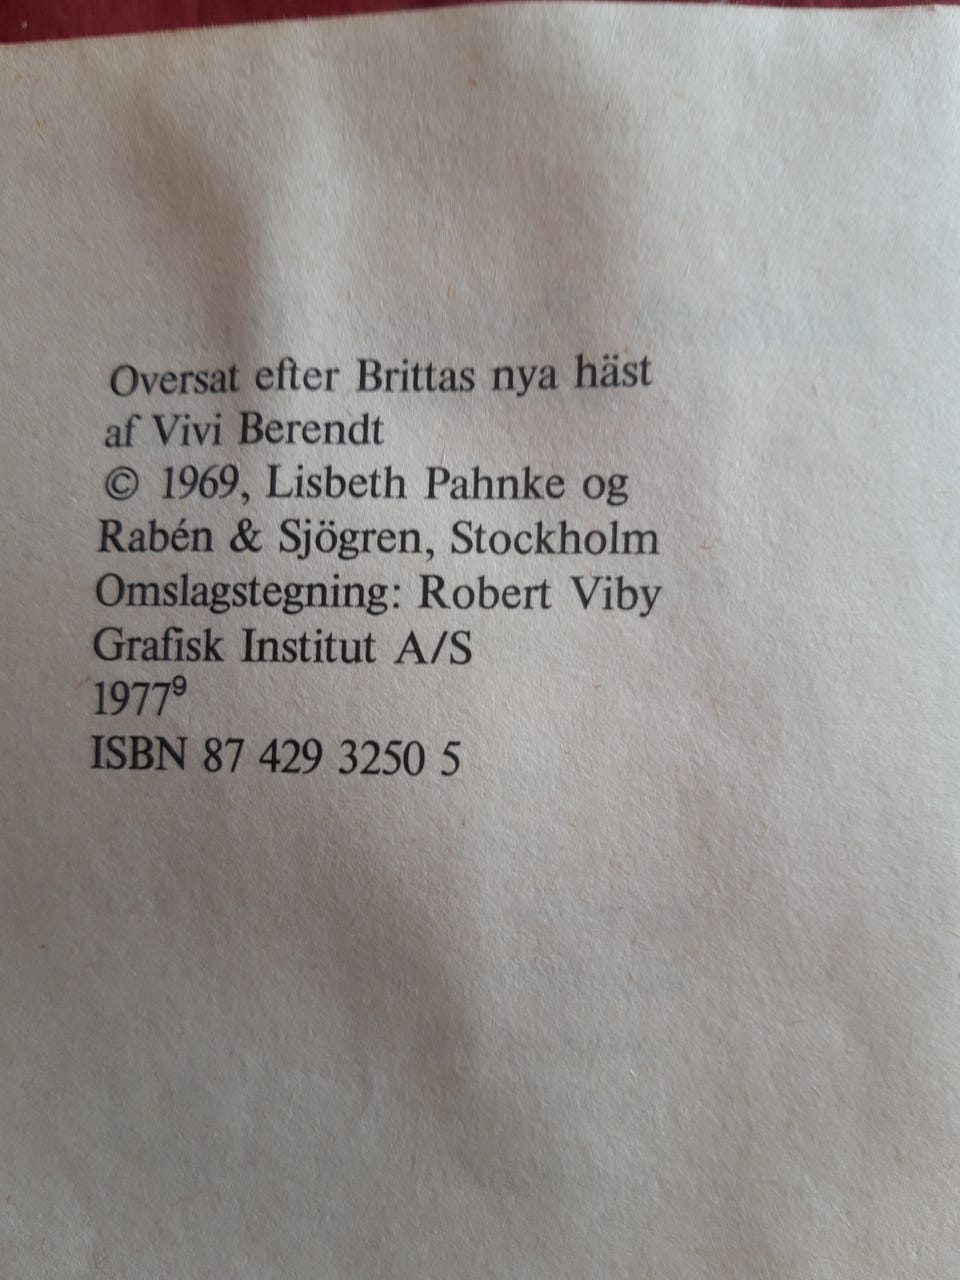 Oversat efter Brittas nya häst
af Vivi Berendt
© 1969, Lisbeth Pahnke og
Rabén & Sjögren, Stockholm
Omslagstegning: Robert Viby
Grafisk Institut A/S
1977⁹
ISBN 87 429 3250 5